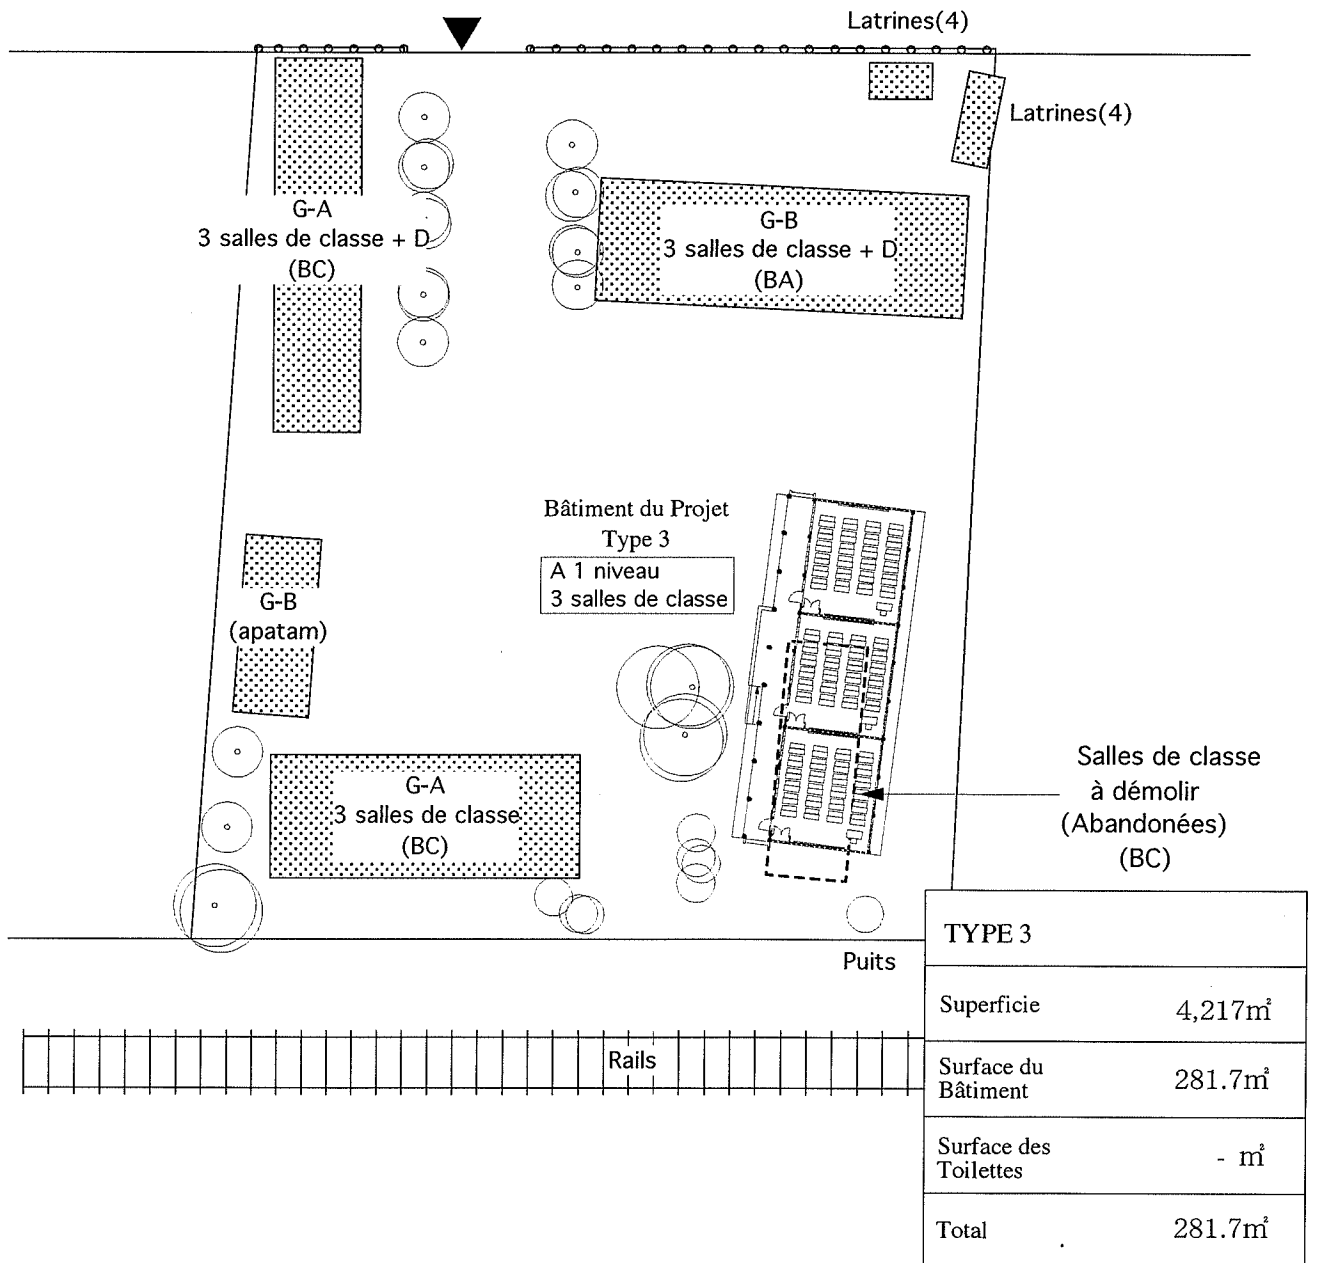 Latrines(4)
Latrines(4)
G-A
3 salles de classe + D
(BC)
G-B
3 salles de classe + D
(BA)
Bâtiment du Projet
Type 3
A 1 niveau
3 salles de classe
G-B
(apatam)
G-A
3 salles de classe
(BC)
Salles de classe
à démolir
(Abandonées)
(BC)
Puits
Rails
TYPE 3
Superficie 4,217㎡
Surface du
Bâtiment 281.7㎡
Surface des
Toilettes - ㎡
Total 281.7㎡